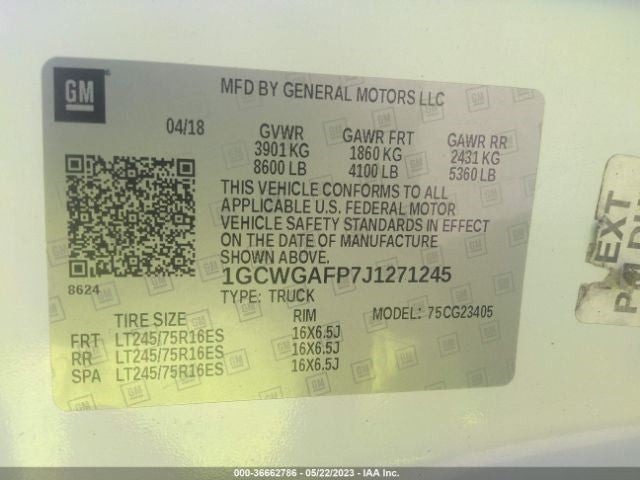 GM
MFD BY GENERAL MOTORS LLC
04/18 GVWR GAWR FRT GAWR RR
3901 KG 1860 KG 2431 KG
8600 LB 4100 LB 5360 LB
THIS VEHICLE CONFORMS TO ALL
APPLICABLE U.S. FEDERAL MOTOR
VEHICLE SAFETY STANDARDS IN EFFECT
ON THE DATE OF MANUFACTURE
SHOWN ABOVE.
8624
1GCWGAFP7J1271245
TYPE: TRUCK
TIRE SIZE RIM MODEL: 75CG23405
FRT LT245/75R16ES 16X6.5J
RR LT245/75R16ES 16X6.5J
SPA LT245/75R16ES 16X6.5J
EXT
000-36662786 - 05/22/2023 - IAA Inc.